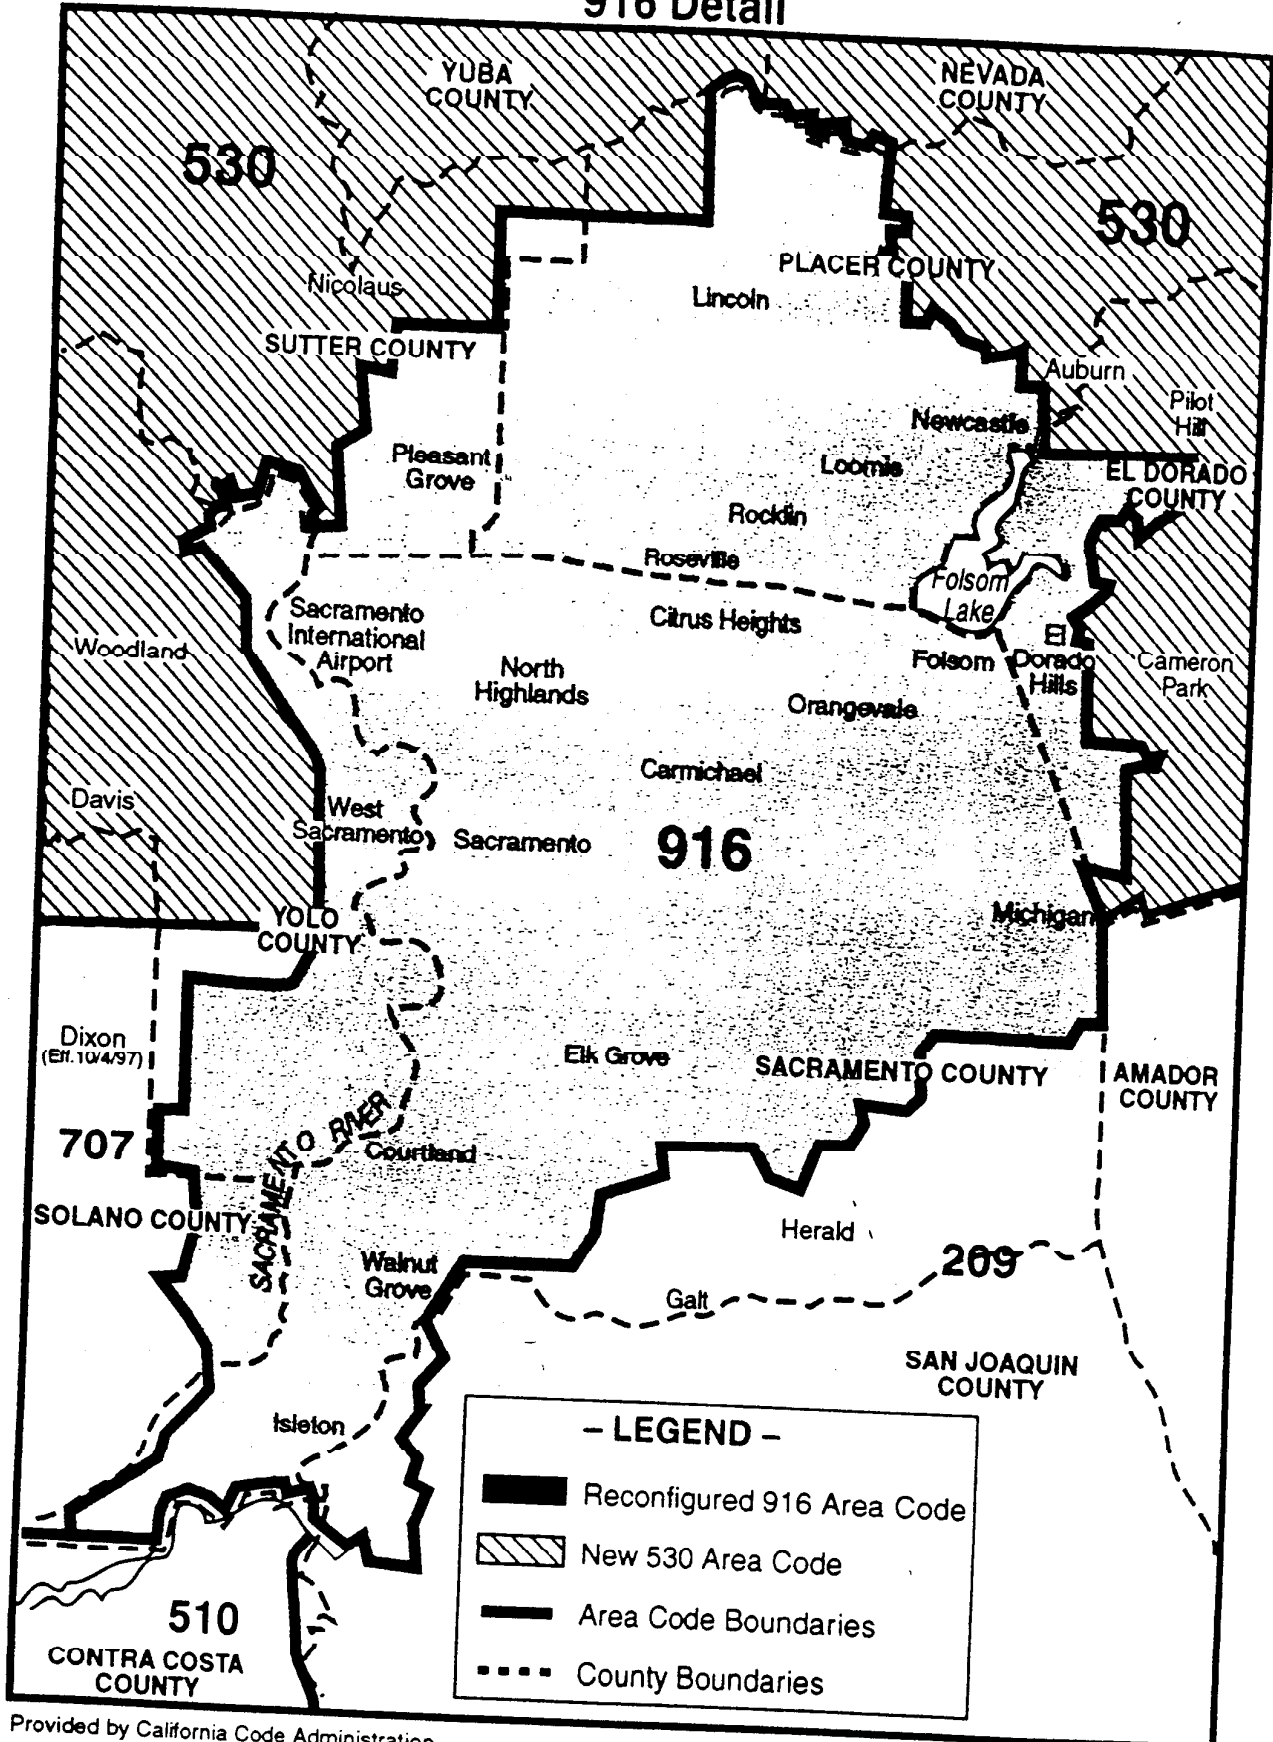 916 Detail
YUBA
COUNTY
NEVADA
COUNTY
530
530
PLACER COUNTY
Nicolaus
Lincoln
SUTTER COUNTY
Auburn
Pilot
Hill
Newcastle
Pleasant
Grove
Loomis
EL DORADO
COUNTY
Rocklin
Roseville
Folsom
Lake
Sacramento
International
Airport
Citrus Heights
Woodland
North
Highlands
Folsom
El
Dorado
Hills
Cameron
Park
Orangevale
Carmichael
Davis
West
Sacramento
Sacramento
916
YOLO
COUNTY
Michigan
Dixon
(Eff. 10/4/97)
Elk Grove
SACRAMENTO COUNTY
AMADOR
COUNTY
707
SACRAMENTO RIVER
Courtland
SOLANO COUNTY
Herald
Walnut
Grove
209
Galt
SAN JOAQUIN
COUNTY
Isleton
– LEGEND –
Reconfigured 916 Area Code
New 530 Area Code
Area Code Boundaries
County Boundaries
510
CONTRA COSTA
COUNTY
Provided by California Code Administration